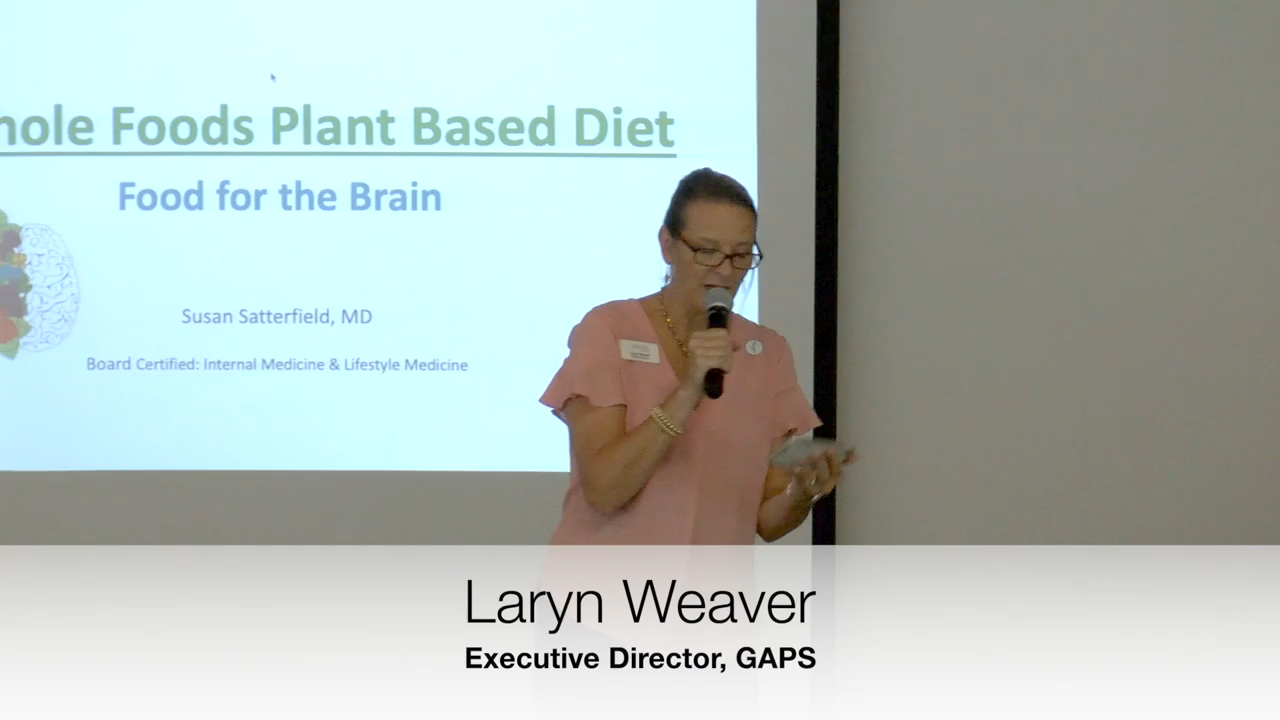 hole Foods Plant Based Diet
Food for the Brain
Susan Satterfield, MD
Board Certified: Internal Medicine & Lifestyle Medicine
Laryn Weaver
Executive Director, GAPS